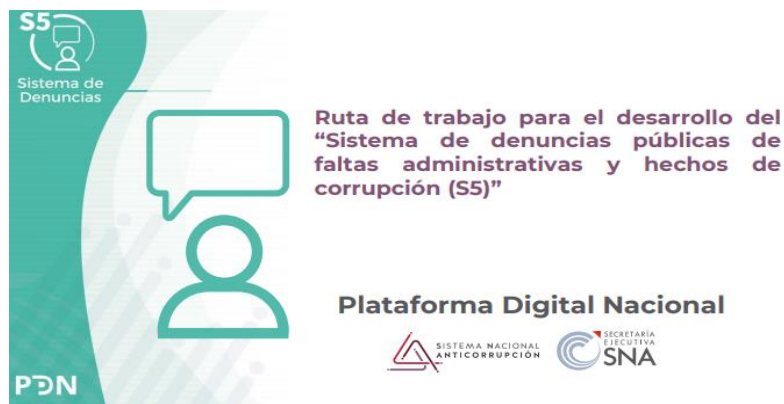 S5
Sistema de
Denuncias
Ruta de trabajo para el desarrollo del
“Sistema de denuncias públicas de
faltas administrativas y hechos de
corrupción (S5)”
Plataforma Digital Nacional
SISTEMA NACIONAL
ANTICORRUPCIÓN
SECRETARÍA
EJECUTIVA
SNA
PDN